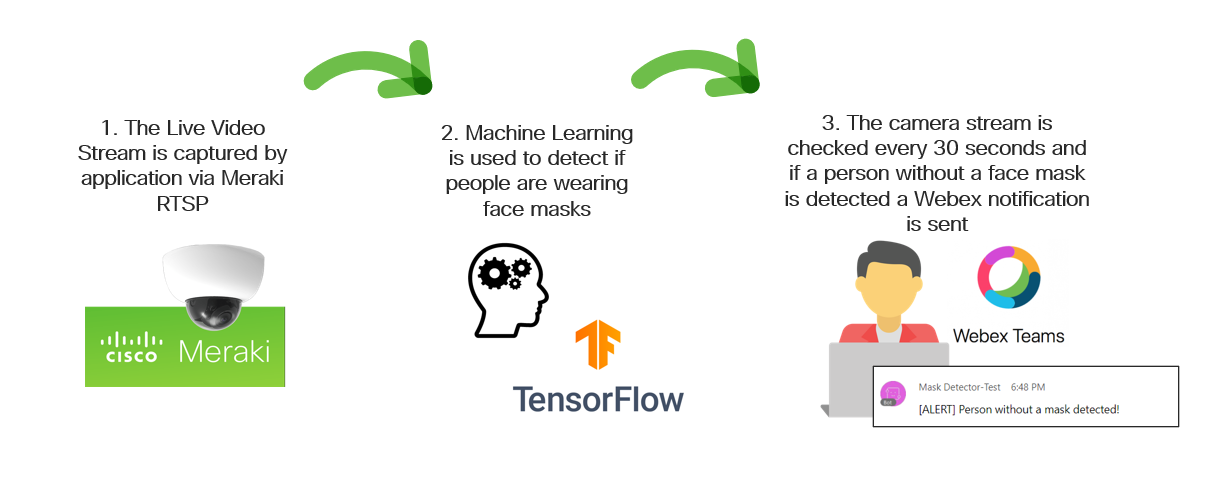 1. The Live Video
Stream is captured by
application via Meraki
RTSP
2. Machine Learning
is used to detect if
people are wearing
face masks
3. The camera stream is
checked every 30 seconds and
if a person without a face mask
is detected a Webex notification
is sent
CISCO Meraki
TensorFlow
Webex Teams
Mask Detector-Test 6:48 PM
Bot
[ALERT] Person without a mask detected!